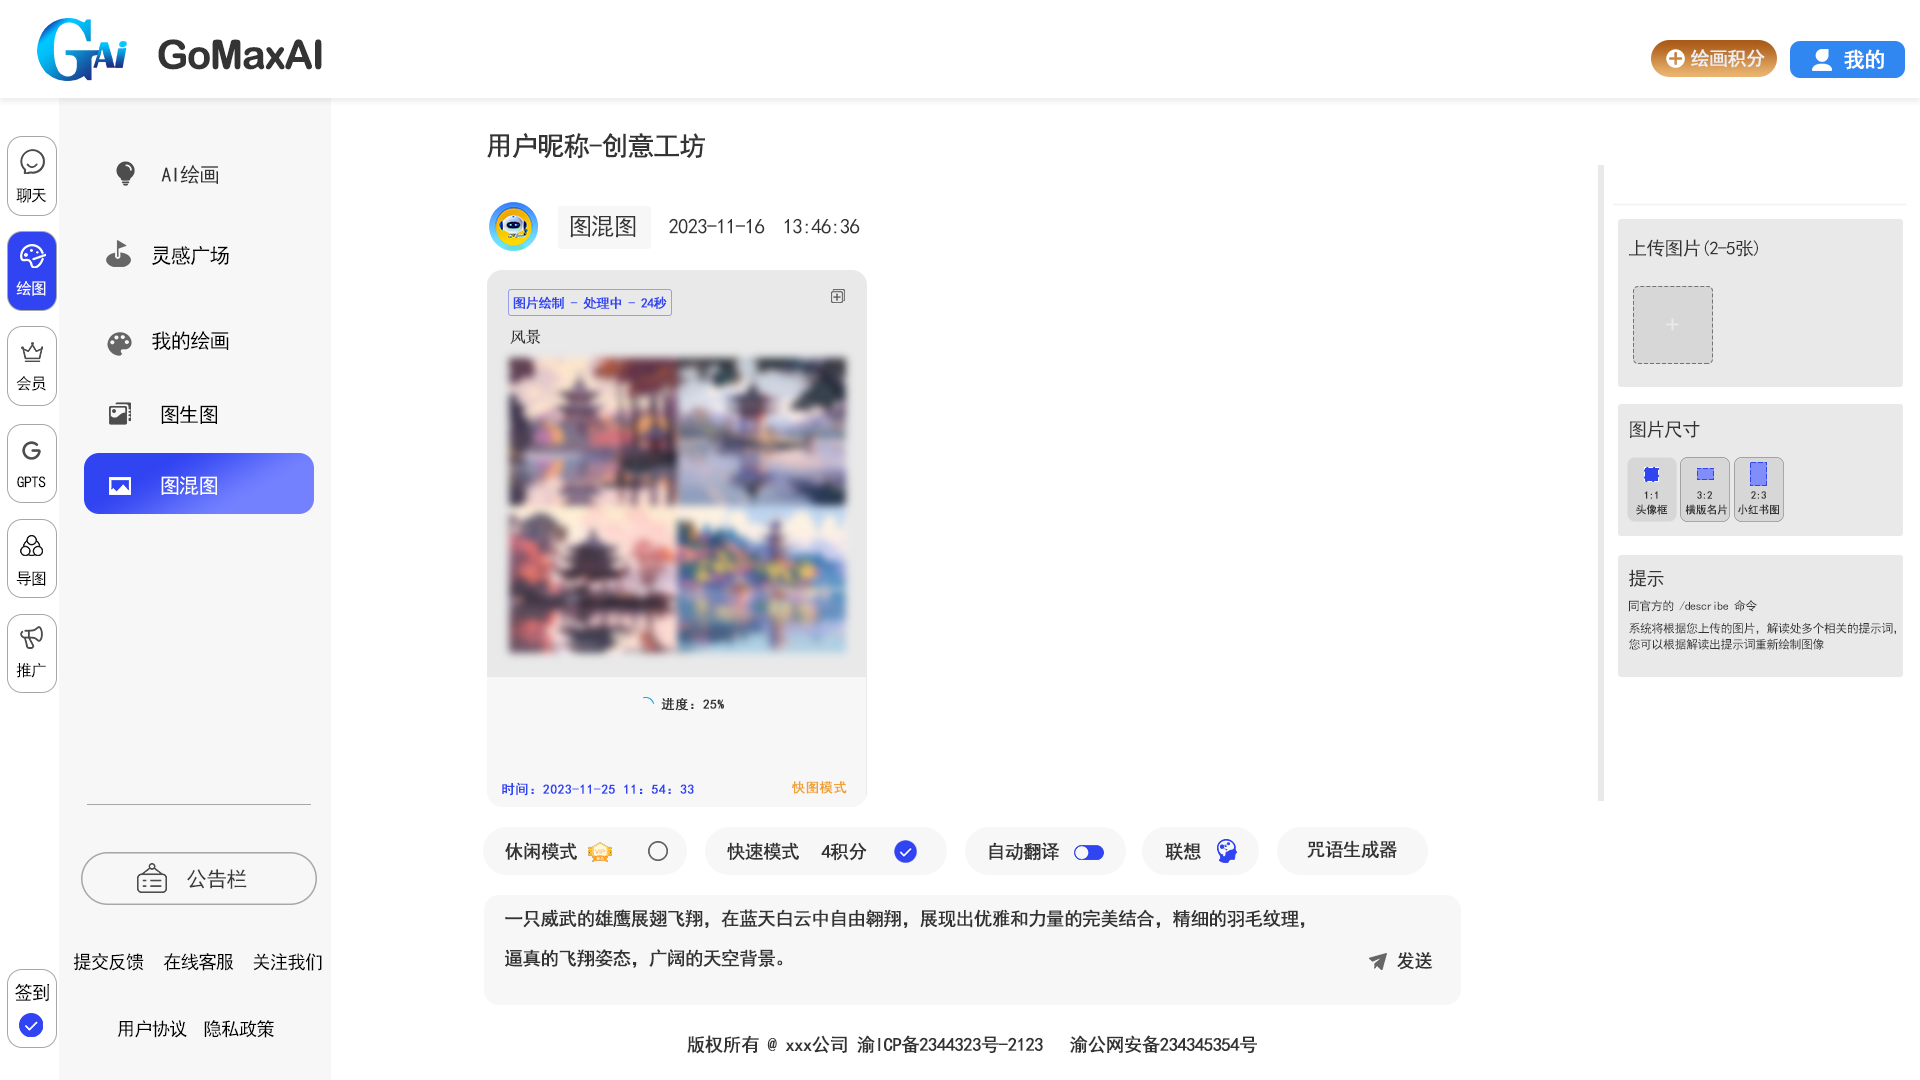 GAi GoMaxAI
绘画积分
我的
聊天
绘图
会员
GPTS
导图
推广
签到
AI绘画
灵感广场
我的绘画
图生图
图混图
公告栏
提交反馈 在线客服 关注我们
用户协议 隐私政策
用户昵称-创意工坊
图混图 2023-11-16 13:46:36
图片绘制 - 处理中 - 24秒
风景
进度：25%
时间：2023-11-25 11：54：33 快图模式
休闲模式
快速模式 4积分
自动翻译
联想
咒语生成器
一只威武的雄鹰展翅飞翔，在蓝天白云中自由翱翔，展现出优雅和力量的完美结合，精细的羽毛纹理，
逼真的飞翔姿态，广阔的天空背景。
发送
版权所有 @ xxx公司 渝ICP备2344323号-2123 渝公网安备234345354号
上传图片(2-5张)
图片尺寸
1:1 3:2 2:3
头像框 横版名片 小红书图
提示
同官方的 /describe 命令
系统将根据您上传的图片，解读处多个相关的提示词，
您可以根据解读出提示词重新绘制图像